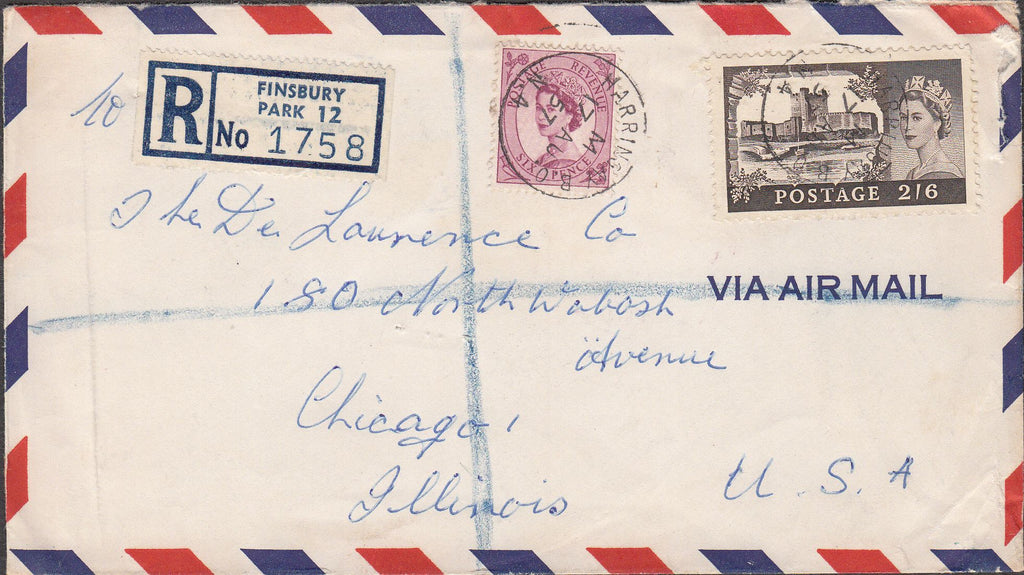 to
R
FINSBURY
PARK 12
No 1758
POSTAGE REVENUE
SIXPENCE
POSTAGE 2/6
The De Laurence Co
180 North Wabash
VIA AIR MAIL
Avenue
Chicago 1
Illinois
U. S. A